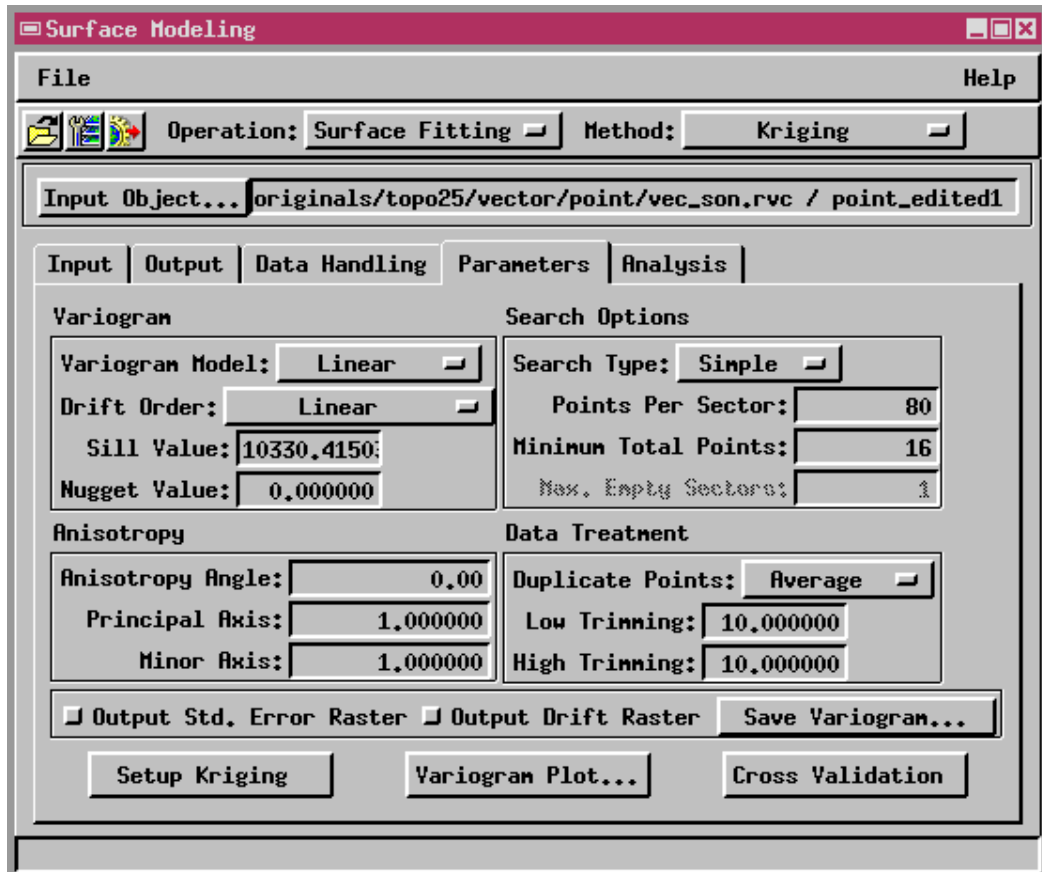 Surface Modeling
File Help
Operation: Surface Fitting Method: Kriging
Input Object... originals/topo25/vector/point/vec_son.rvc / point_edited1
Input Output Data Handling Parameters Analysis
Variogram
Variogram Model: Linear
Drift Order: Linear
Sill Value: 10330.4150
Nugget Value: 0.000000
Search Options
Search Type: Simple
Points Per Sector: 80
Minimum Total Points: 16
Max. Empty Sectors: 1
Anisotropy
Anisotropy Angle: 0.00
Principal Axis: 1.000000
Minor Axis: 1.000000
Data Treatment
Duplicate Points: Average
Low Trimming: 10.000000
High Trimming: 10.000000
Output Std. Error Raster Output Drift Raster Save Variogram...
Setup Kriging Variogram Plot... Cross Validation